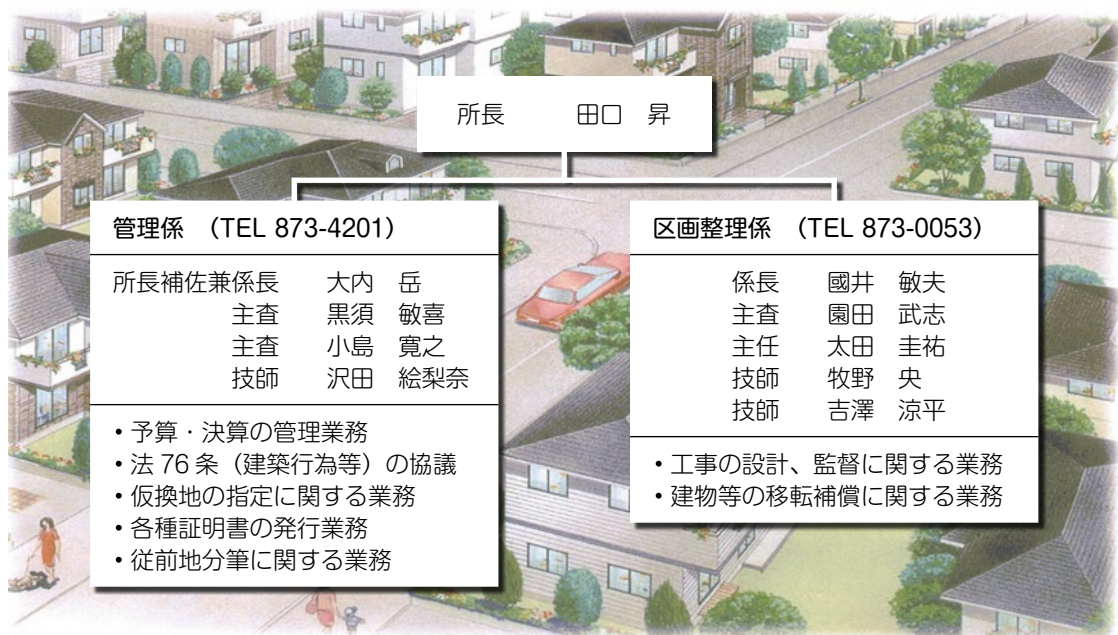 所長　田口　昇
管理係　（TEL 873-4201）
所長補佐兼係長　大内　岳
主査　黒須　敏喜
主査　小島　寛之
技師　沢田　絵梨奈
・予算・決算の管理業務
・法 76 条（建築行為等）の協議
・仮換地の指定に関する業務
・各種証明書の発行業務
・従前地分筆に関する業務
区画整理係　（TEL 873-0053）
係長　國井　敏夫
主査　園田　武志
主任　太田　圭祐
技師　牧野　央
技師　吉澤　涼平
・工事の設計、監督に関する業務
・建物等の移転補償に関する業務